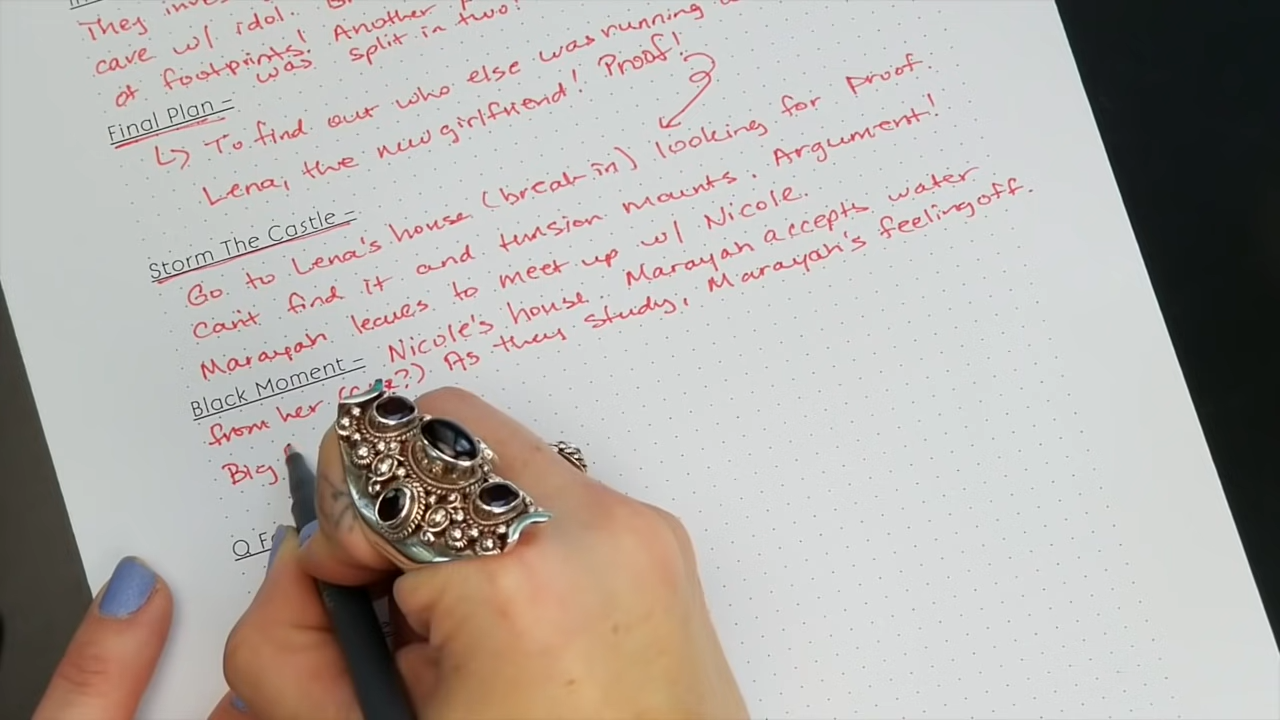 They inves
care w/ idol.
of footprints! Another
was split in two!
Final Plan =
↳ To find out who else was running
Lena, the new girlfriend! Proof!
Storm The Castle =
Go to Lena's house (break in) looking for proof.
Can't find it and tension mounts. Argument!
Marayah leaves to meet up w/ Nicole.
Black Moment = Nicole's house. Marayah accepts water
from her As they study, Marayah's feeling off.
Big
Q